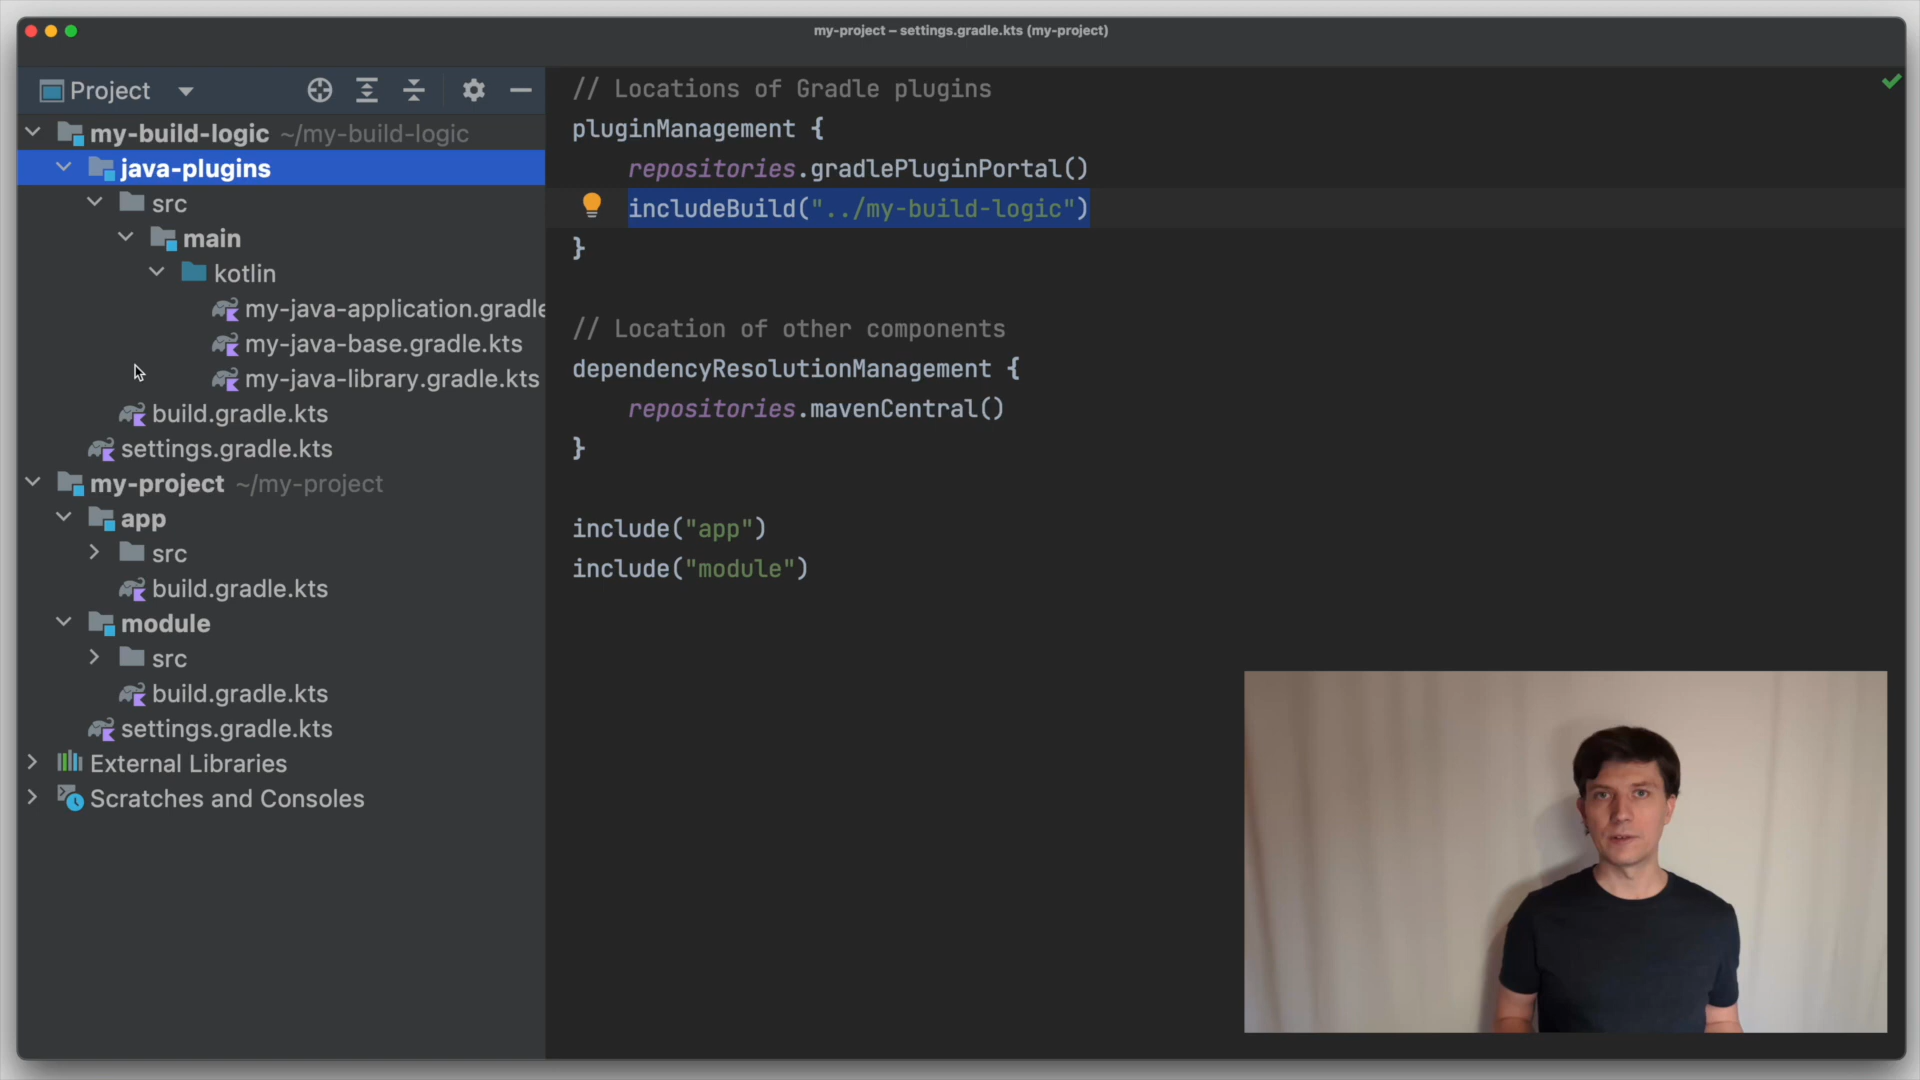 my-project – settings.gradle.kts (my-project)
Project
my-build-logic ~/my-build-logic
java-plugins
src
main
kotlin
my-java-application.gradle
my-java-base.gradle.kts
my-java-library.gradle.kts
build.gradle.kts
settings.gradle.kts
my-project ~/my-project
app
src
build.gradle.kts
module
src
build.gradle.kts
settings.gradle.kts
External Libraries
Scratches and Consoles
// Locations of Gradle plugins
pluginManagement {
repositories.gradlePluginPortal()
includeBuild("../my-build-logic")
}
// Location of other components
dependencyResolutionManagement {
repositories.mavenCentral()
}
include("app")
include("module")